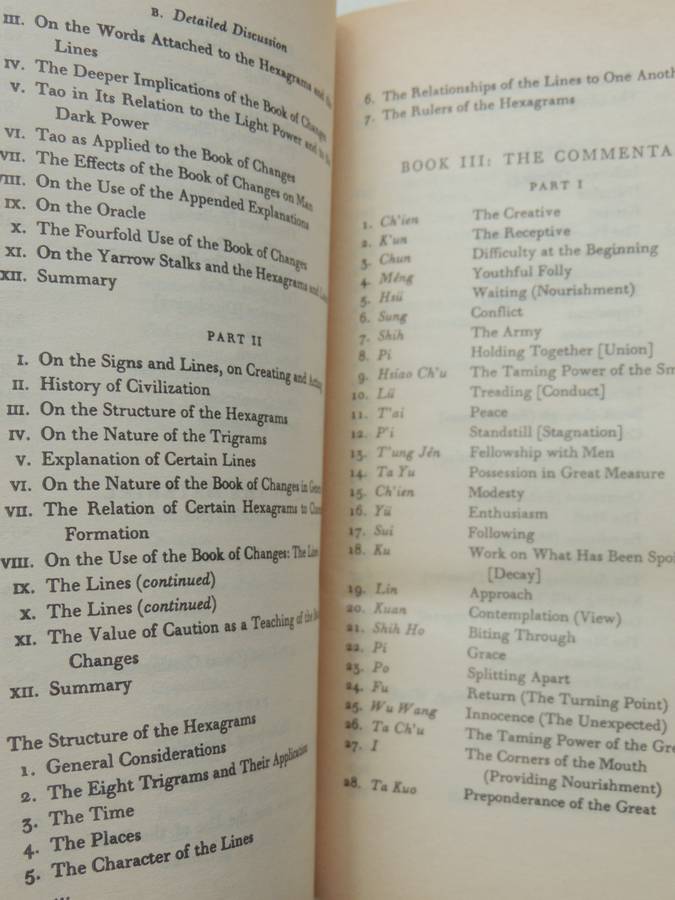 B. Detailed Discussion
III. On the Words Attached to the Hexagrams and the
Lines
IV. The Deeper Implications of the Book of Changes
V. Tao in Its Relation to the Light Power and to the
Dark Power
VI. Tao as Applied to the Book of Changes
VII. The Effects of the Book of Changes on Man
VIII. On the Use of the Appended Explanations
IX. On the Oracle
X. The Fourfold Use of the Book of Changes
XI. On the Yarrow Stalks and the Hexagrams and
XII. Summary
PART II
I. On the Signs and Lines, on Creating and Acting
II. History of Civilization
III. On the Structure of the Hexagrams
IV. On the Nature of the Trigrams
V. Explanation of Certain Lines
VI. On the Nature of the Book of Changes in
VII. The Relation of Certain Hexagrams to
Formation
VIII. On the Use of the Book of Changes: The
IX. The Lines (continued)
X. The Lines (continued)
XI. The Value of Caution as a Teaching of the
Changes
XII. Summary
The Structure of the Hexagrams
1. General Considerations
2. The Eight Trigrams and Their Application
3. The Time
4. The Places
5. The Character of the Lines
6. The Relationships of the Lines to One Anoth
7. The Rulers of the Hexagrams
BOOK III: THE COMMENTA
PART I
1. Ch'ien The Creative
2. K'un The Receptive
3. Chun Difficulty at the Beginning
4. Mêng Youthful Folly
5. Hsü Waiting (Nourishment)
6. Sung Conflict
7. Shih The Army
8. Pi Holding Together [Union]
9. Hsiao Ch'u The Taming Power of the Sm
10. Lü Treading [Conduct]
11. T'ai Peace
12. P'i Standstill [Stagnation]
13. T'ung Jên Fellowship with Men
14. Ta Yu Possession in Great Measure
15. Ch'ien Modesty
16. Yü Enthusiasm
17. Sui Following
18. Ku Work on What Has Been Spoi
[Decay]
19. Lin Approach
20. Kuan Contemplation (View)
21. Shih Ho Biting Through
22. Pi Grace
23. Po Splitting Apart
24. Fu Return (The Turning Point)
25. Wu Wang Innocence (The Unexpected)
26. Ta Ch'u The Taming Power of the Gre
27. I The Corners of the Mouth
(Providing Nourishment)
28. Ta Kuo Preponderance of the Great